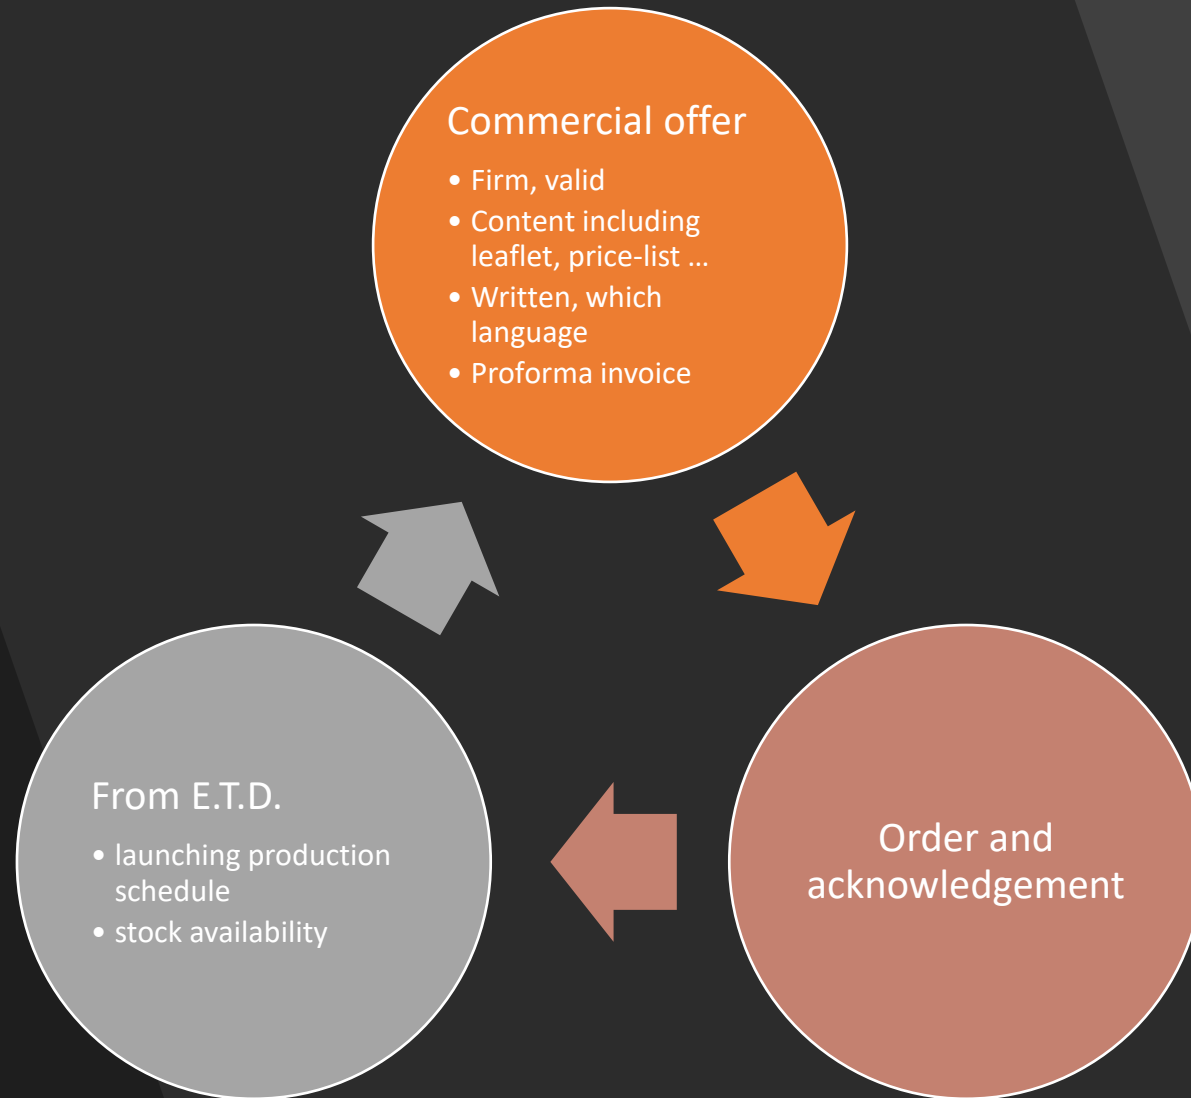 Commercial offer
• Firm, valid
• Content including
leaflet, price-list ...
• Written, which
language
• Proforma invoice
Order and
acknowledgement
From E.T.D.
• launching production
schedule
• stock availability